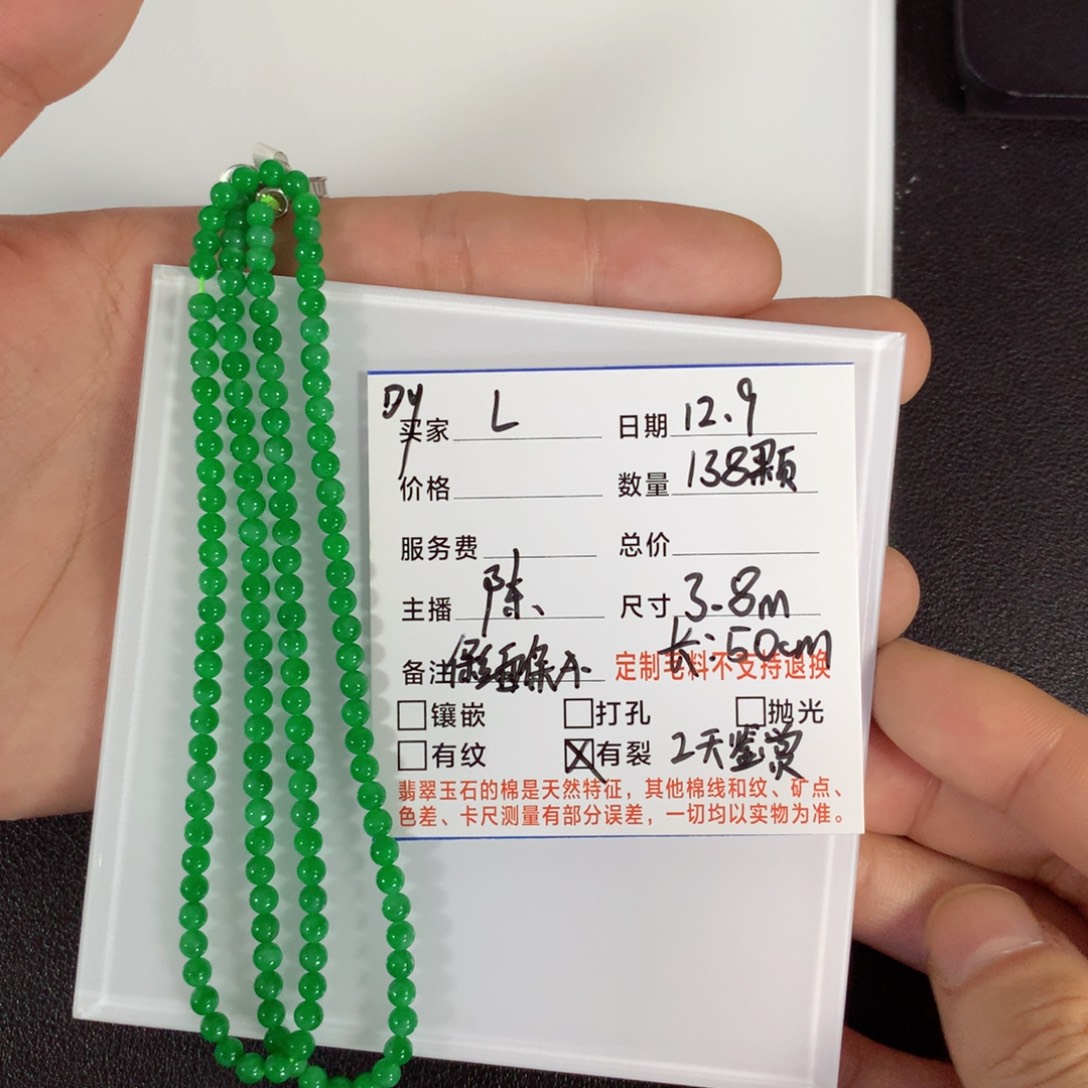 DY
买家 L 日期 12.9
价格 数量 138颗
服务费 总价
主播 陈、 尺寸 3.8m
长:50cm
备注 保A 定制毛料不支持退换
□镶嵌 □打孔 □抛光
□有纹 ☒有裂 2天鉴赏
翡翠玉石的棉是天然特征，其他棉线和纹、矿点、
色差、卡尺测量有部分误差，一切均以实物为准。